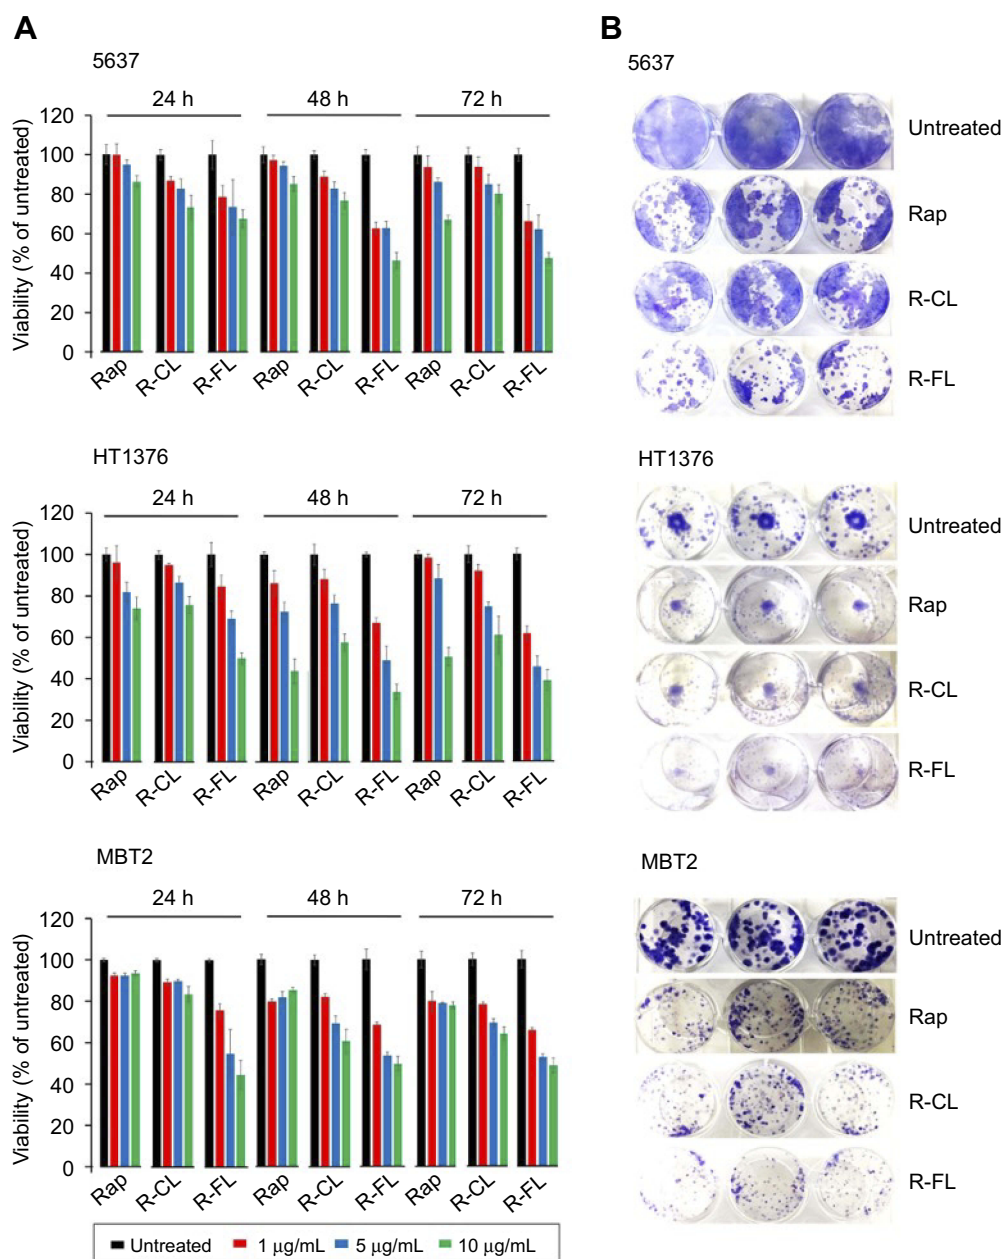 A
5637
24 h 48 h 72 h
Viability (% of untreated)
120
100
80
60
40
20
0
Rap R-CL R-FL Rap R-CL R-FL Rap R-CL R-FL
HT1376
24 h 48 h 72 h
Viability (% of untreated)
120
100
80
60
40
20
0
Rap R-CL R-FL Rap R-CL R-FL Rap R-CL R-FL
MBT2
24 h 48 h 72 h
Viability (% of untreated)
120
100
80
60
40
20
0
Rap R-CL R-FL Rap R-CL R-FL Rap R-CL R-FL
Untreated 1 µg/mL 5 µg/mL 10 µg/mL
B
5637
Untreated
Rap
R-CL
R-FL
HT1376
Untreated
Rap
R-CL
R-FL
MBT2
Untreated
Rap
R-CL
R-FL